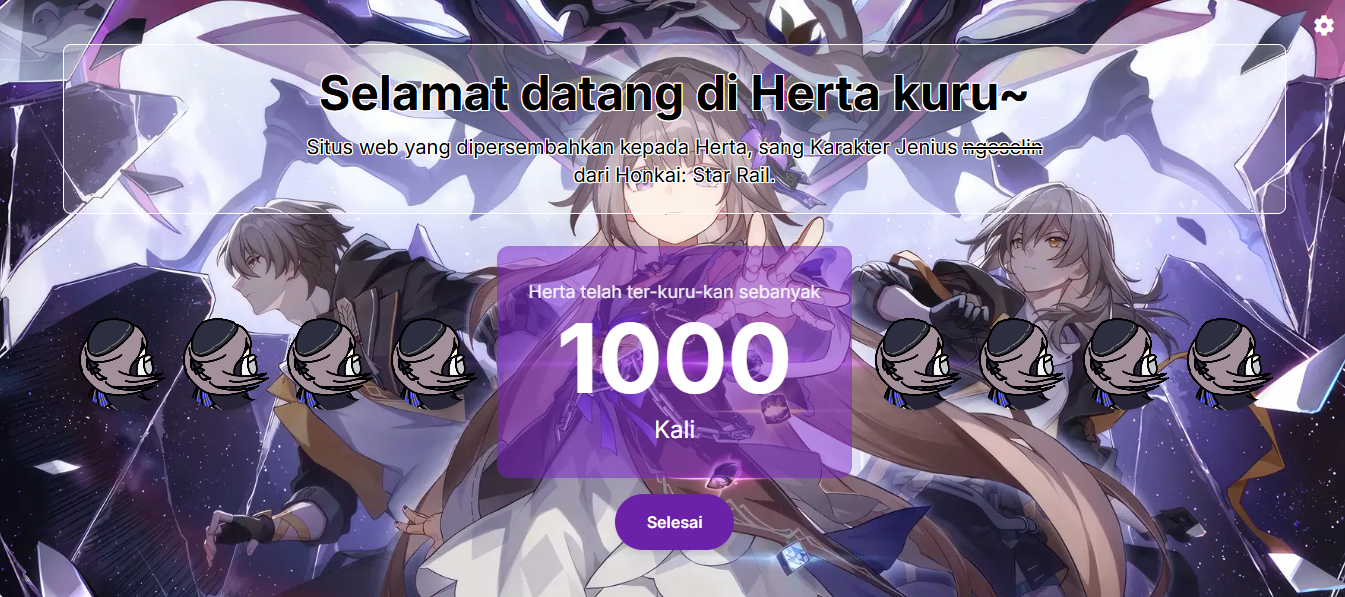 Selamat datang di Herta kuru~
Situs web yang dipersembahkan kepada Herta, sang Karakter Jenius ngeselin
dari Honkai: Star Rail.
Herta telah ter-kuru-kan sebanyak
1000
Kali
Selesai